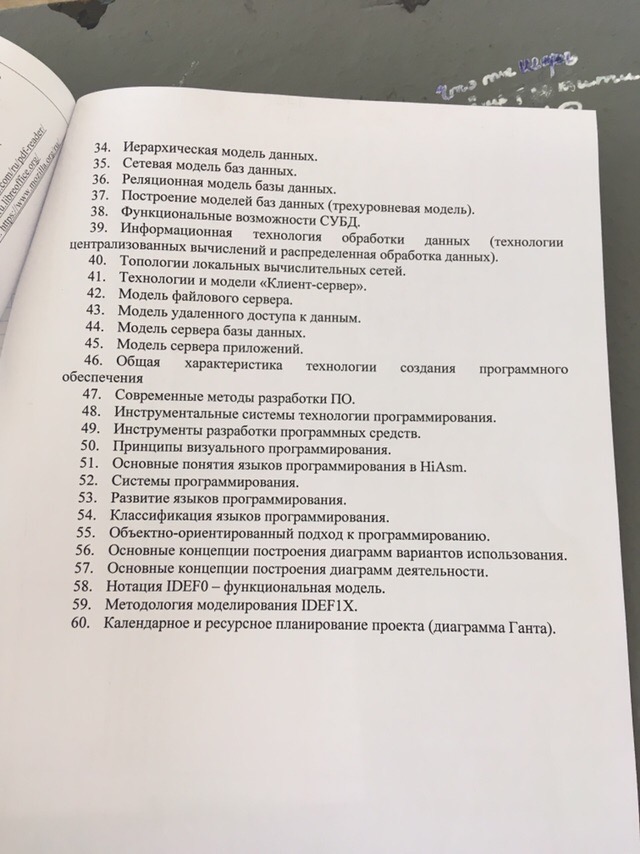 com/ru/pdf-reader/
ru.libreoffice.org/
https://www.mozilla.org/ru
34. Иерархическая модель данных.
35. Сетевая модель баз данных.
36. Реляционная модель базы данных.
37. Построение моделей баз данных (трехуровневая модель).
38. Функциональные возможности СУБД.
39. Информационная технология обработки данных (технологии
централизованных вычислений и распределенная обработка данных).
40. Топологии локальных вычислительных сетей.
41. Технологии и модели «Клиент-сервер».
42. Модель файлового сервера.
43. Модель удаленного доступа к данным.
44. Модель сервера базы данных.
45. Модель сервера приложений.
46. Общая характеристика технологии создания программного
обеспечения
47. Современные методы разработки ПО.
48. Инструментальные системы технологии программирования.
49. Инструменты разработки программных средств.
50. Принципы визуального программирования.
51. Основные понятия языков программирования в HiAsm.
52. Системы программирования.
53. Развитие языков программирования.
54. Классификация языков программирования.
55. Объектно-ориентированный подход к программированию.
56. Основные концепции построения диаграмм вариантов использования.
57. Основные концепции построения диаграмм деятельности.
58. Нотация IDEF0 – функциональная модель.
59. Методология моделирования IDEF1X.
60. Календарное и ресурсное планирование проекта (диаграмма Ганта).